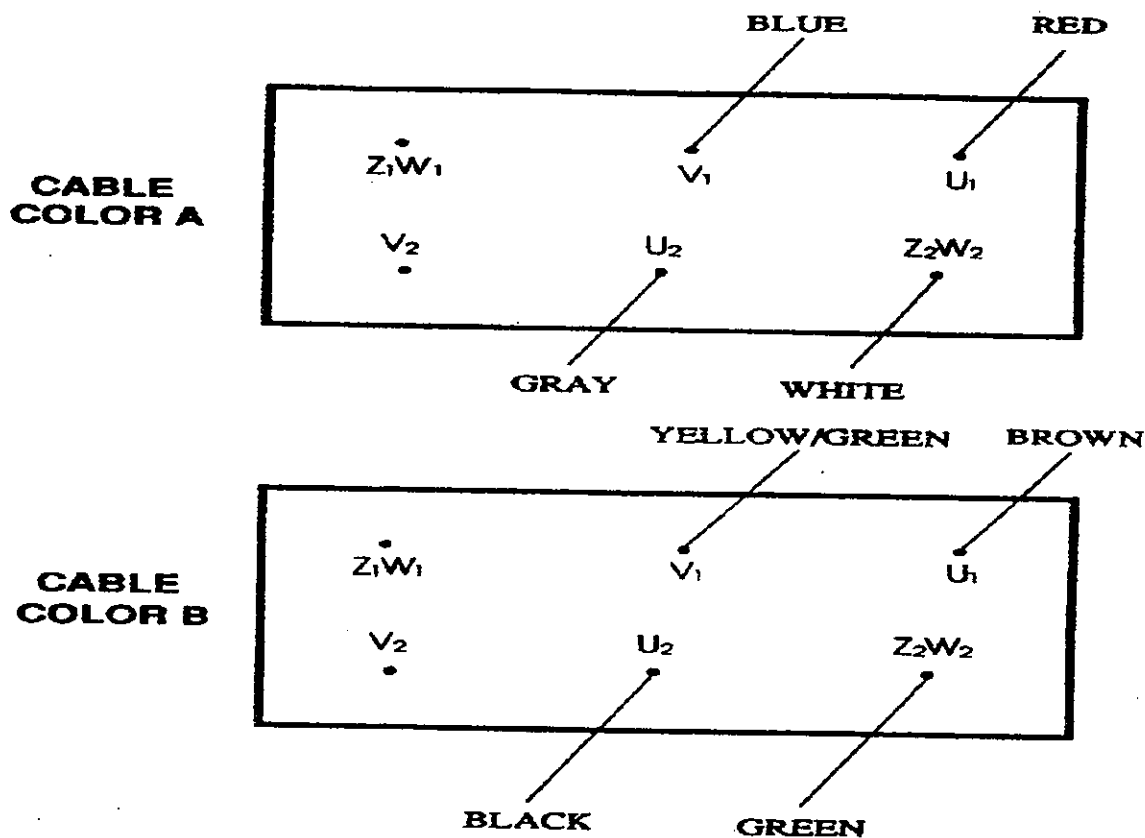 BLUE RED
Z₁W₁ V₁ U₁
CABLE
COLOR A
V₂ U₂ Z₂W₂
GRAY WHITE
YELLOW/GREEN BROWN
Z₁W₁ V₁ U₁
CABLE
COLOR B
V₂ U₂ Z₂W₂
BLACK GREEN